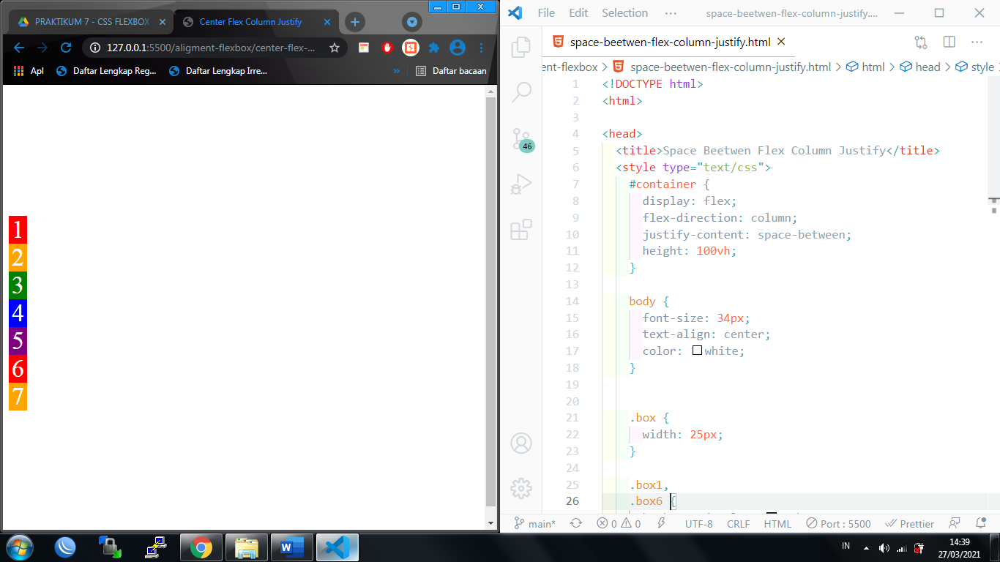 PRAKTIKUM 7 - CSS FLEXBOX
Center Flex Column Justify
127.0.0.1:5500/aligment-flexbox/center-flex-...
Apl
Daftar Lengkap Reg...
Daftar Lengkap Irre...
»
Daftar bacaan
1
2
3
4
5
6
7
File Edit Selection ··· space-beetwen-flex-column-justify....
space-beetwen-flex-column-justify.html
ent-flexbox > space-beetwen-flex-column-justify.html > html > head > style
46
1 <!DOCTYPE html>
2 <html>
3
4 <head>
5 <title>Space Beetwen Flex Column Justify</title>
6 <style type="text/css">
7 #container {
8 display: flex;
9 flex-direction: column;
10 justify-content: space-between;
11 height: 100vh;
12 }
13
14 body {
15 font-size: 34px;
16 text-align: center;
17 color: white;
18 }
19
20
21 .box {
22 width: 25px;
23 }
24
25 .box1,
26 .box6 {
main* 0 0 UTF-8 CRLF HTML Port : 5500 Prettier
IN
14:39
27/03/2021